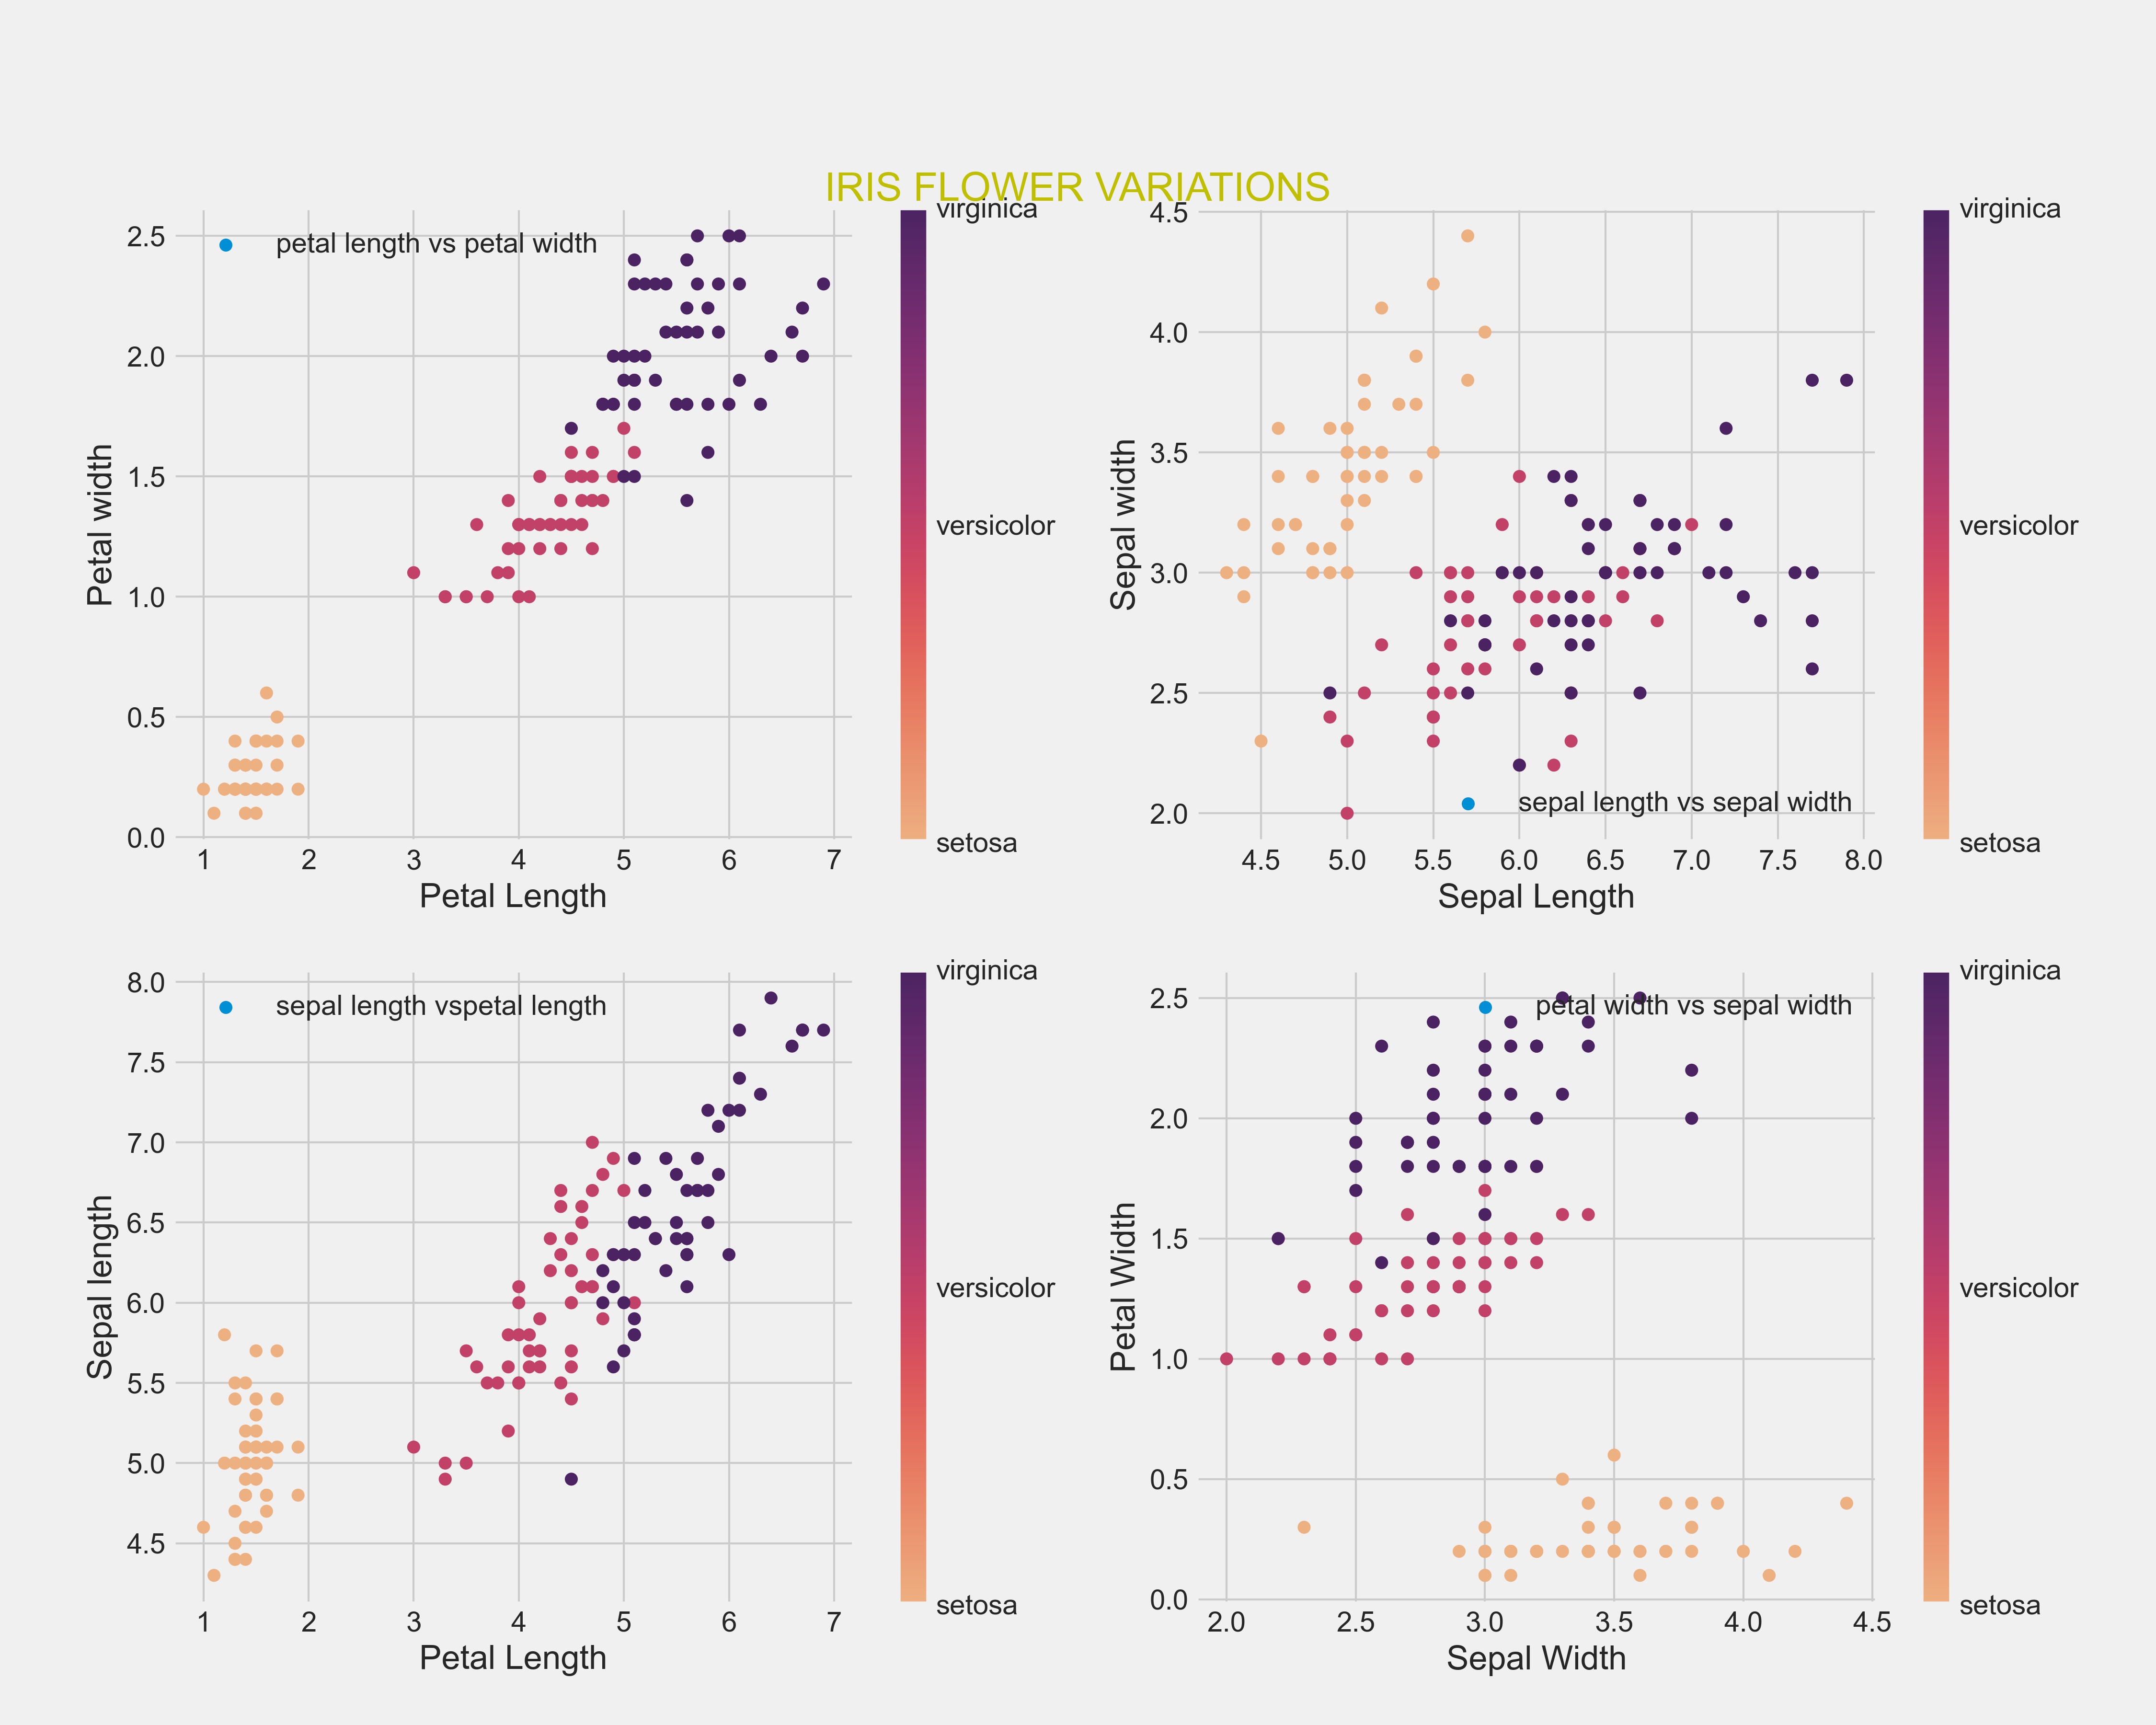 IRIS FLOWER VARIATIONS
2.5
2.0
1.5
1.0
0.5
0.0
Petal width
petal length vs petal width
1 2 3 4 5 6 7
Petal Length
virginica
versicolor
setosa
4.5
4.0
3.5
3.0
2.5
2.0
Sepal width
sepal length vs sepal width
4.5 5.0 5.5 6.0 6.5 7.0 7.5 8.0
Sepal Length
virginica
versicolor
setosa
8.0
7.5
7.0
6.5
6.0
5.5
5.0
4.5
Sepal length
sepal length vspetal length
1 2 3 4 5 6 7
Petal Length
virginica
versicolor
setosa
2.5
2.0
1.5
1.0
0.5
0.0
Petal Width
petal width vs sepal width
2.0 2.5 3.0 3.5 4.0 4.5
Sepal Width
virginica
versicolor
setosa